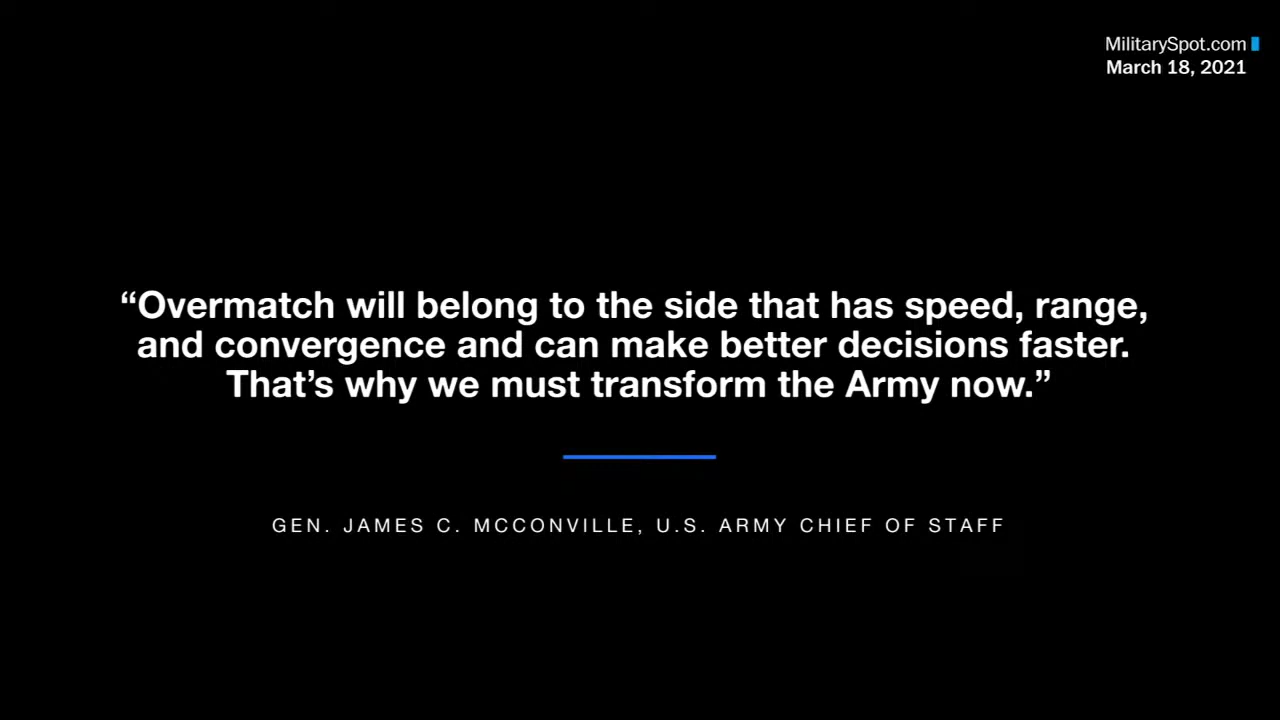 MilitarySpot.com
March 18, 2021
“Overmatch will belong to the side that has speed, range,
and convergence and can make better decisions faster.
That’s why we must transform the Army now.”
GEN. JAMES C. MCCONVILLE, U.S. ARMY CHIEF OF STAFF